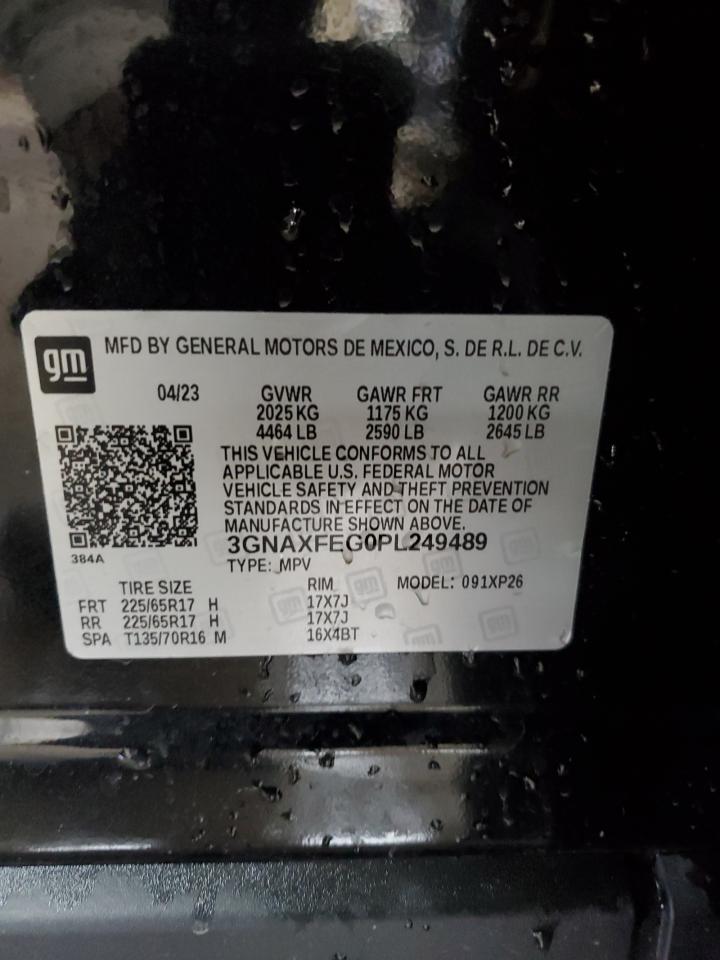 gm
MFD BY GENERAL MOTORS DE MEXICO, S. DE R.L. DE C.V.
04/23 GVWR GAWR FRT GAWR RR
2025 KG 1175 KG 1200 KG
4464 LB 2590 LB 2645 LB
THIS VEHICLE CONFORMS TO ALL
APPLICABLE U.S. FEDERAL MOTOR
VEHICLE SAFETY AND THEFT PREVENTION
STANDARDS IN EFFECT ON THE DATE OF
MANUFACTURE SHOWN ABOVE.
3GNAXFEG0PL249489
384A
TYPE: MPV
TIRE SIZE RIM MODEL: 091XP26
FRT 225/65R17 H 17X7J
RR 225/65R17 H 17X7J
SPA T135/70R16 M 16X4BT